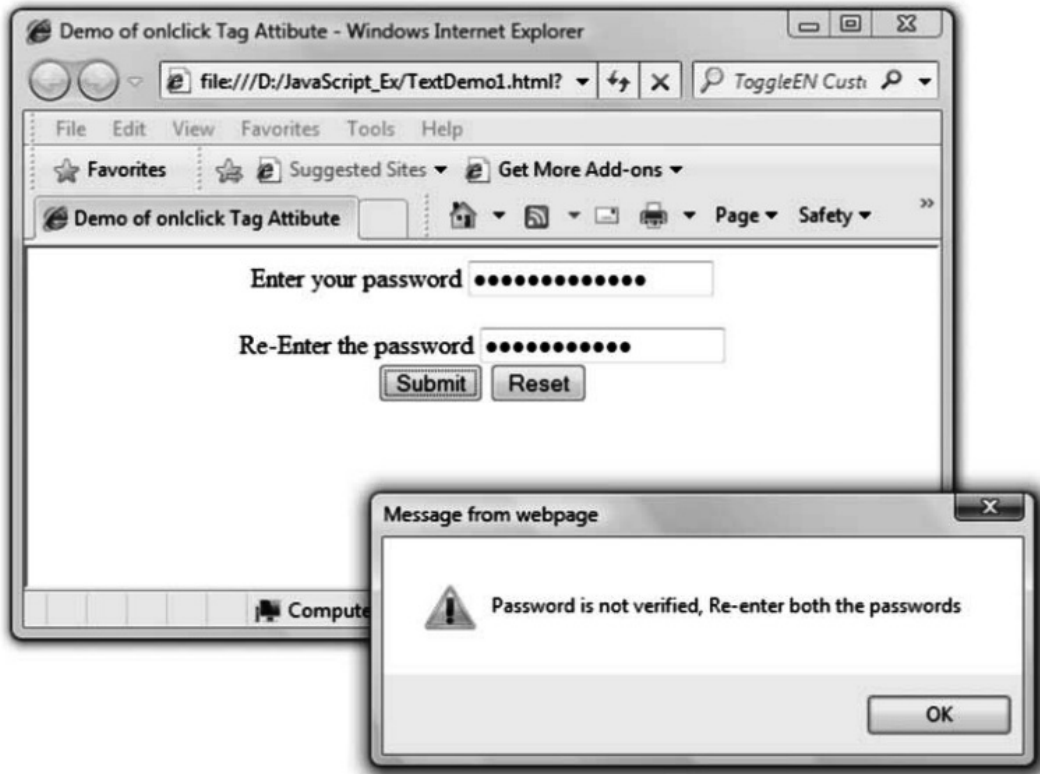 Demo of onlclick Tag Attibute - Windows Internet Explorer
file:///D:/JavaScript_Ex/TextDemo1.html?
ToggleEN Custo
File Edit View Favorites Tools Help
Favorites Suggested Sites Get More Add-ons
Demo of onlclick Tag Attibute Page Safety »
Enter your password •••••••••••••
Re-Enter the password •••••••••••
Submit Reset
Compute
Message from webpage
Password is not verified, Re-enter both the passwords
OK